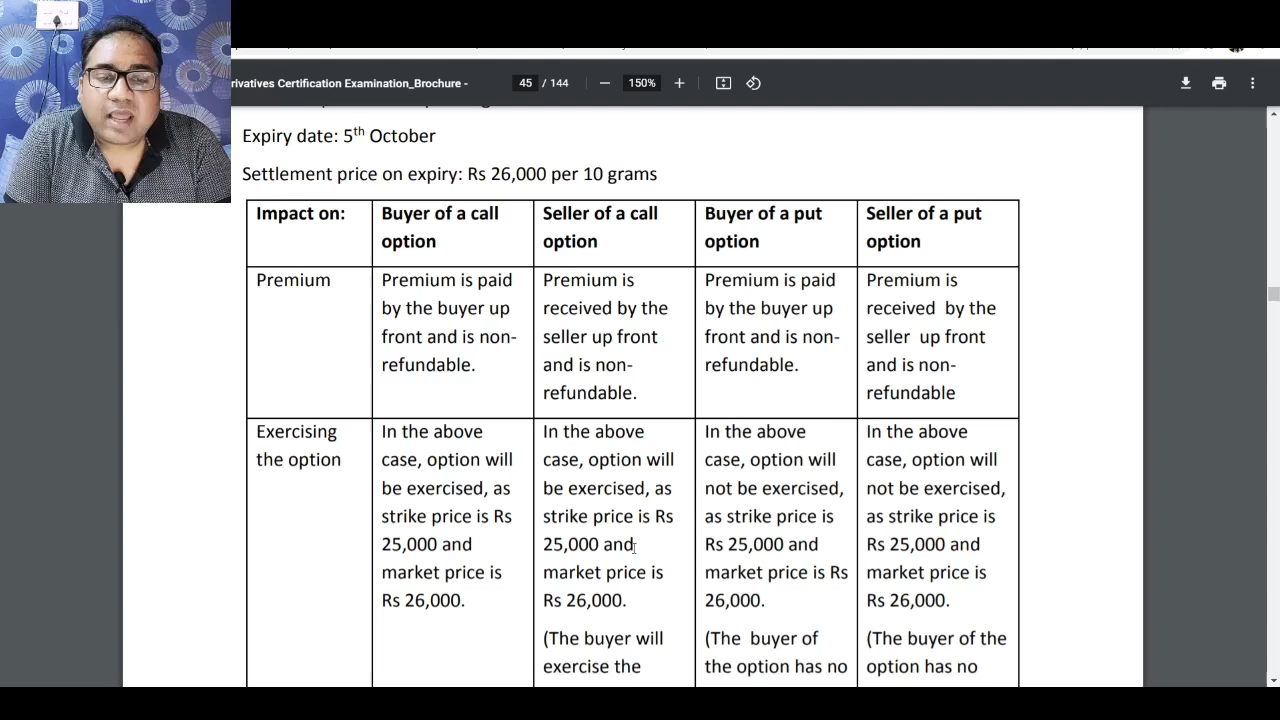 rivatives Certification Examination_Brochure -
45 / 144
150%
Expiry date: 5th October
Settlement price on expiry: Rs 26,000 per 10 grams
Impact on:
Buyer of a call
option
Seller of a call
option
Buyer of a put
option
Seller of a put
option
Premium
Premium is paid
by the buyer up
front and is non-
refundable.
Premium is
received by the
seller up front
and is non-
refundable.
Premium is paid
by the buyer up
front and is non-
refundable.
Premium is
received by the
seller up front
and is non-
refundable
Exercising
the option
In the above
case, option will
be exercised, as
strike price is Rs
25,000 and
market price is
Rs 26,000.
In the above
case, option will
be exercised, as
strike price is Rs
25,000 and
market price is
Rs 26,000.
(The buyer will
exercise the
In the above
case, option will
not be exercised,
as strike price is
Rs 25,000 and
market price is Rs
26,000.
(The buyer of
the option has no
In the above
case, option will
not be exercised,
as strike price is
Rs 25,000 and
market price is
Rs 26,000.
(The buyer of the
option has no